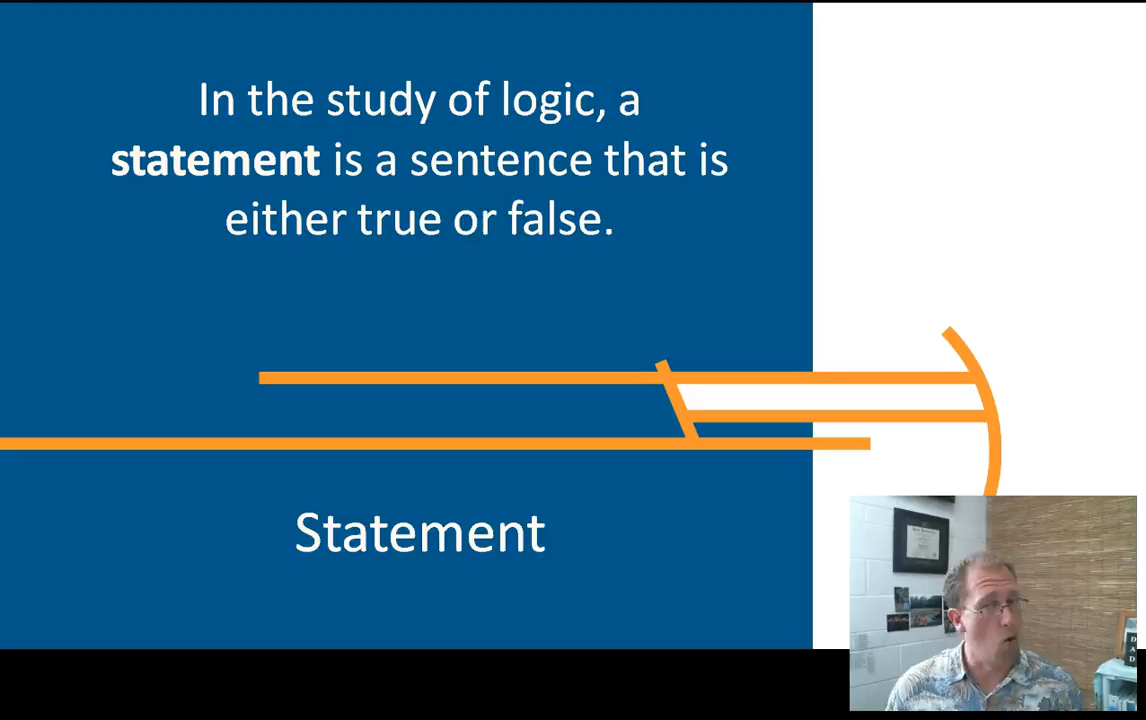 In the study of logic, a
statement is a sentence that is
either true or false.
Statement
D
A
D